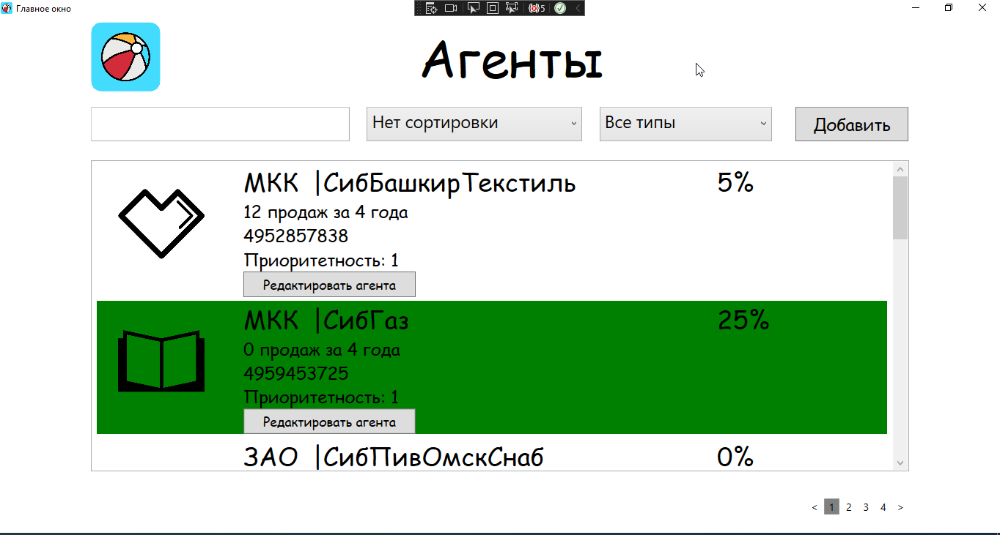 Главное окно
5
Агенты
Нет сортировки
Все типы
Добавить
МКК |СибБашкирТекстиль 5%
12 продаж за 4 года
4952857838
Приоритетность: 1
Редактировать агента
МКК |СибГаз 25%
0 продаж за 4 года
4959453725
Приоритетность: 1
Редактировать агента
ЗАО |СибПивОмскСнаб 0%
< 1 2 3 4 >